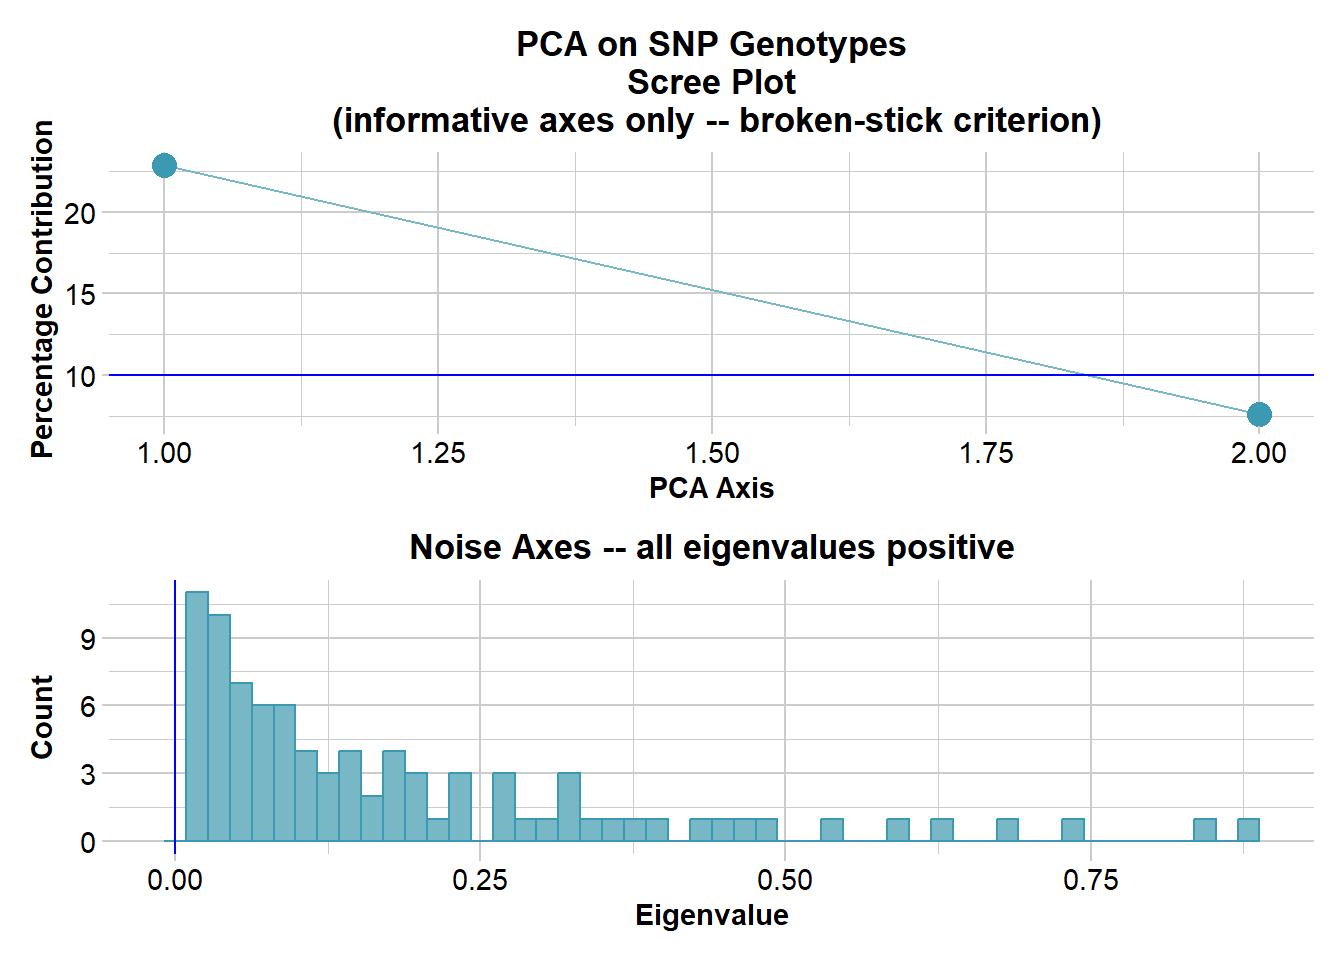 PCA on SNP Genotypes
Scree Plot
(informative axes only -- broken-stick criterion)
Percentage Contribution
20
15
10
1.00 1.25 1.50 1.75 2.00
PCA Axis
Noise Axes -- all eigenvalues positive
Count
9
6
3
0
0.00 0.25 0.50 0.75
Eigenvalue